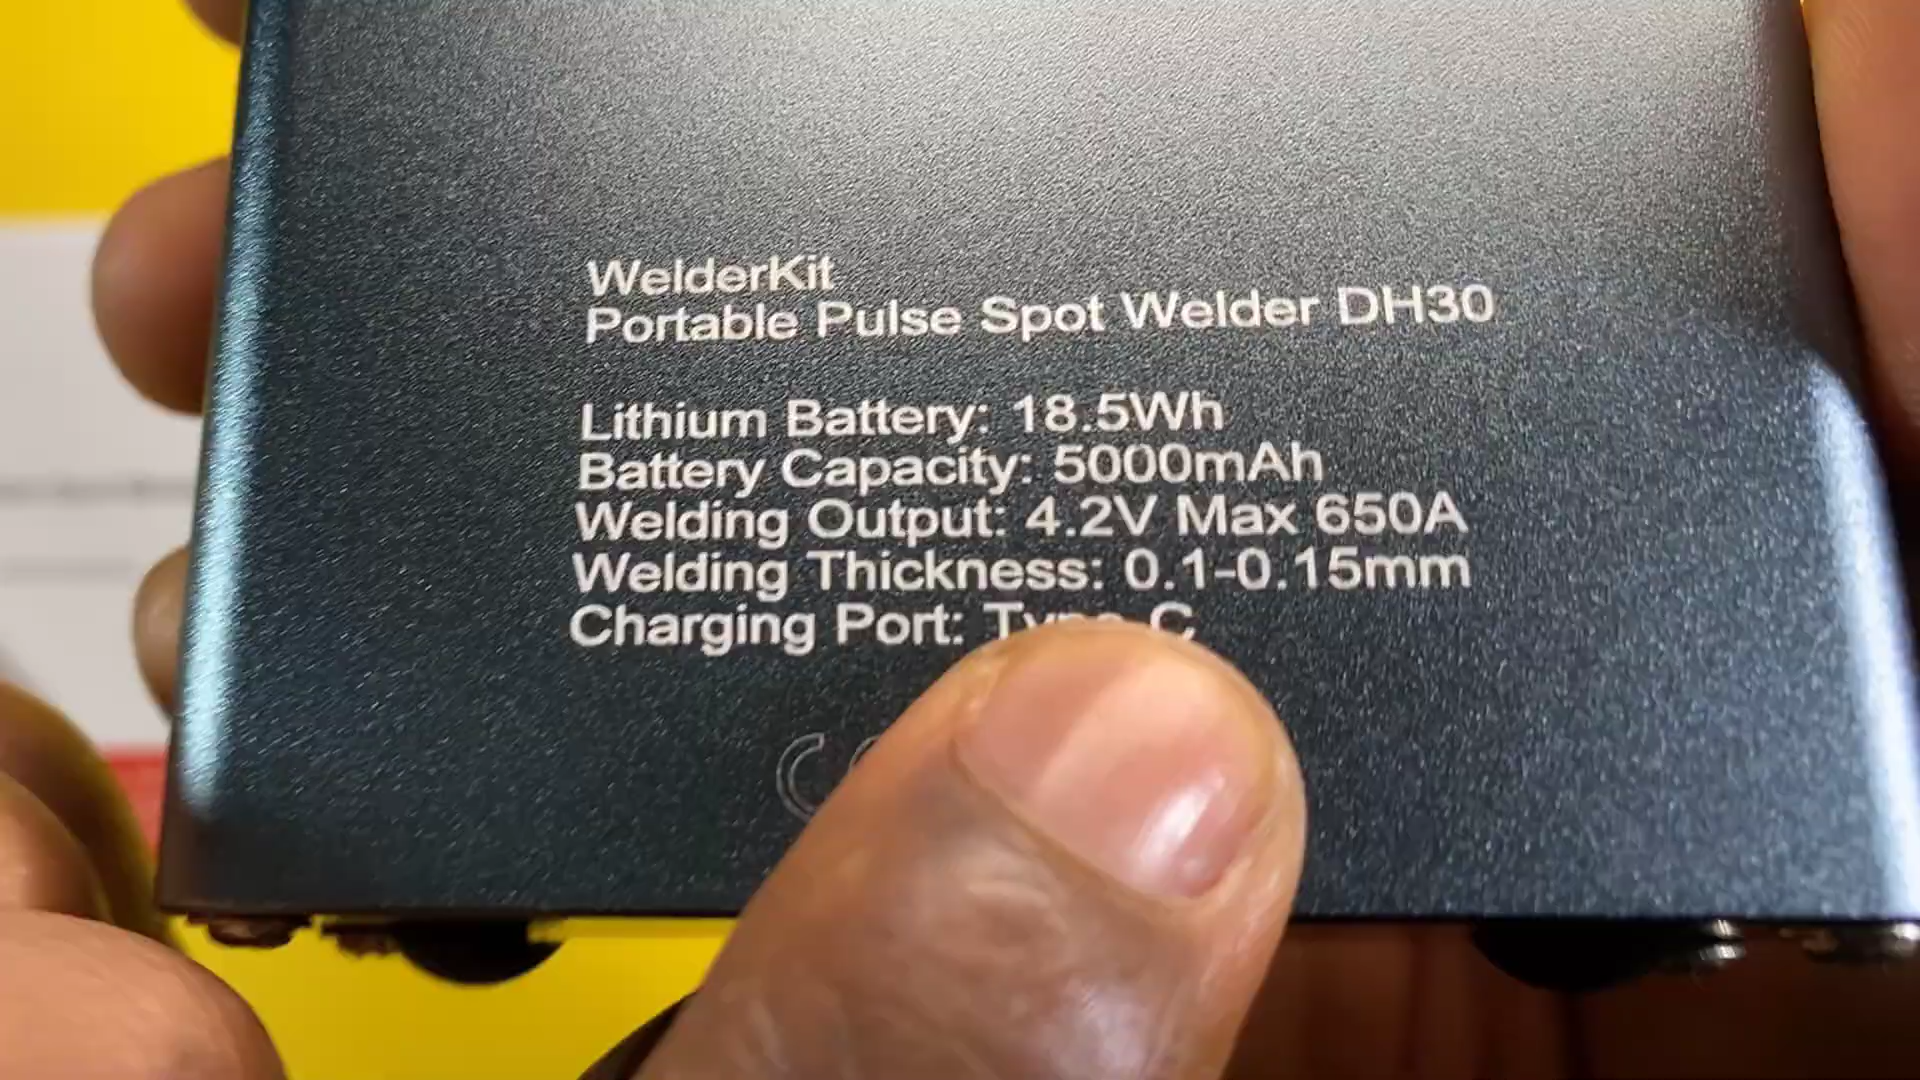 WelderKit
Portable Pulse Spot Welder DH30
Lithium Battery: 18.5Wh
Battery Capacity: 5000mAh
Welding Output: 4.2V Max 650A
Welding Thickness: 0.1-0.15mm
Charging Port: Type-C